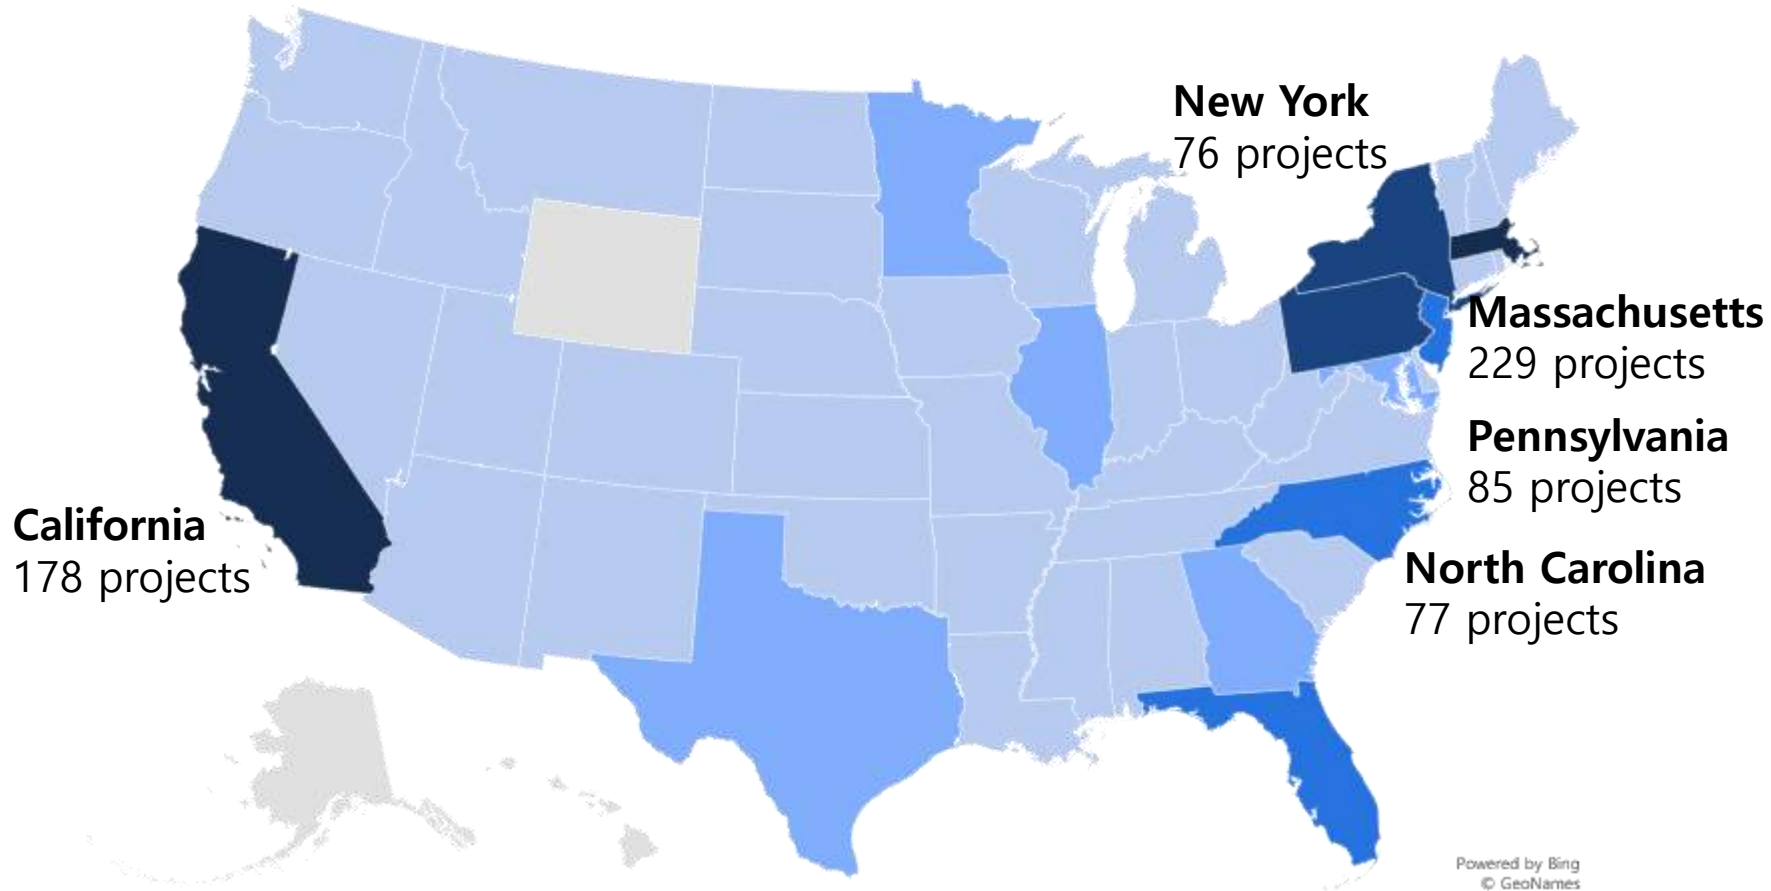 New York
76 projects
Massachusetts
229 projects
Pennsylvania
85 projects
California
178 projects
North Carolina
77 projects
Powered by Bing
© GeoNames